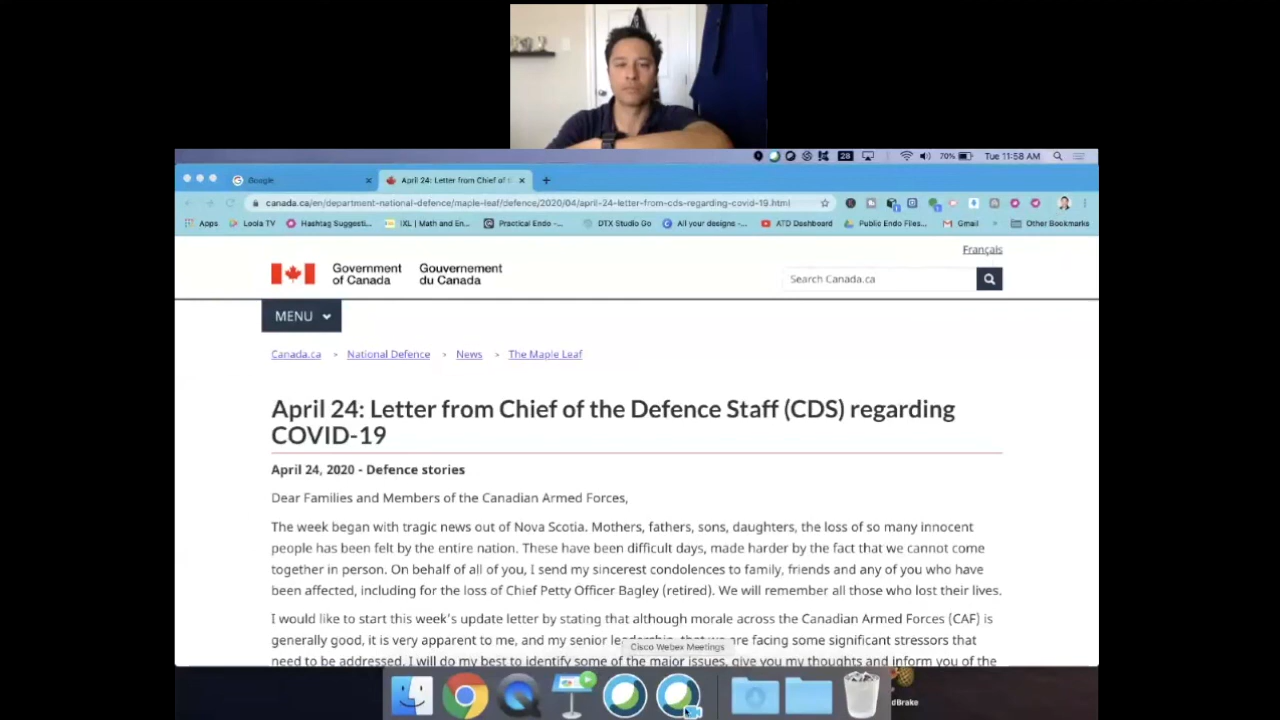 28
70%
Tue 11:58 AM
Google
April 24: Letter from Chief of t
canada.ca/en/department-national-defence/maple-leaf/defence/2020/04/april-24-letter-from-cds-regarding-covid-19.html
Apps
Loola TV
Hashtag Suggesti...
IXL | Math and En...
Practical Endo -...
DTX Studio Go
All your designs -...
ATD Dashboard
Public Endo Files...
Gmail
»
Other Bookmarks
Français
Government of Canada
Gouvernement du Canada
Search Canada.ca
MENU
Canada.ca > National Defence > News > The Maple Leaf
April 24: Letter from Chief of the Defence Staff (CDS) regarding
COVID-19
April 24, 2020 - Defence stories
Dear Families and Members of the Canadian Armed Forces,
The week began with tragic news out of Nova Scotia. Mothers, fathers, sons, daughters, the loss of so many innocent
people has been felt by the entire nation. These have been difficult days, made harder by the fact that we cannot come
together in person. On behalf of all of you, I send my sincerest condolences to family, friends and any of you who have
been affected, including for the loss of Chief Petty Officer Bagley (retired). We will remember all those who lost their lives.
I would like to start this week's update letter by stating that although morale across the Canadian Armed Forces (CAF) is
generally good, it is very apparent to me, and my senior leadership, that we are facing some significant stressors that
need to be addressed. I will do my best to identify some of the major issues, give you my thoughts and inform you of the
Cisco Webex Meetings
dBrake